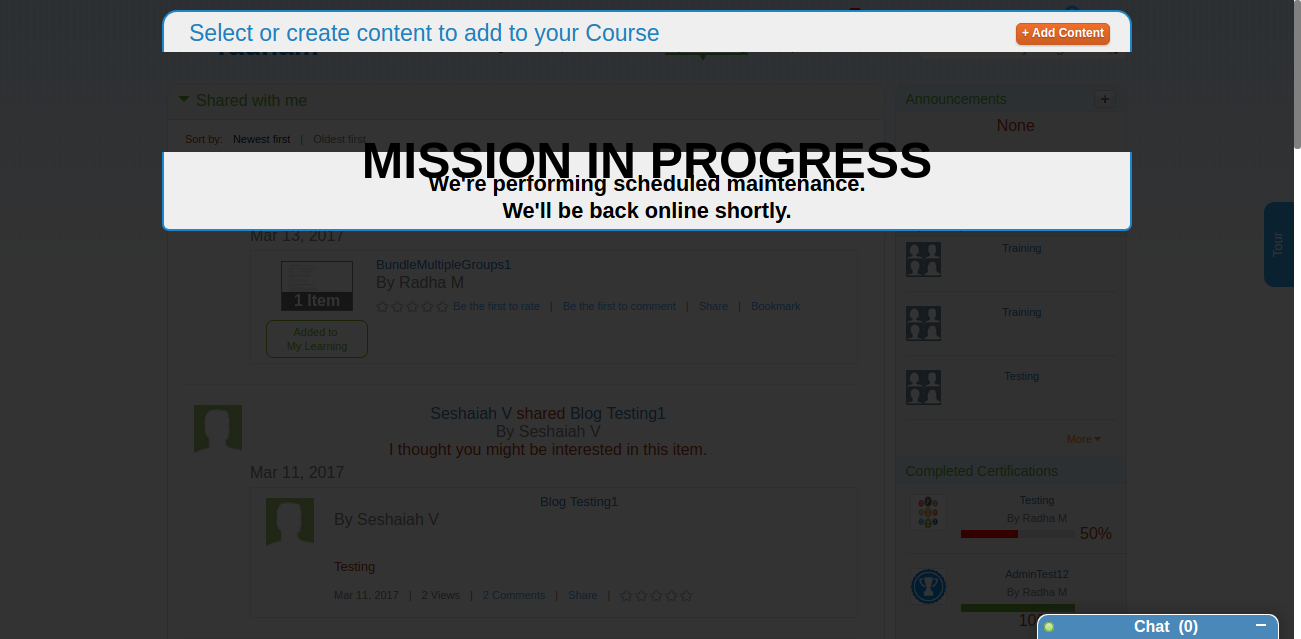 Select or create content to add to your Course
+ Add Content
Shared with me
Sort by: Newest first | Oldest first
MISSION IN PROGRESS
We're performing scheduled maintenance.
We'll be back online shortly.
Mar 13, 2017
BundleMultipleGroups1
By Radha M
1 Item
Be the first to rate | Be the first to comment | Share | Bookmark
Added to
My Learning
Seshaiah V shared Blog Testing1
By Seshaiah V
I thought you might be interested in this item.
Mar 11, 2017
Blog Testing1
By Seshaiah V
Testing
Mar 11, 2017 | 2 Views | 2 Comments | Share |
Announcements
+
None
Tour
Training
Training
Testing
More
Completed Certifications
Testing
By Radha M
50%
AdminTest12
By Radha M
Chat (0)